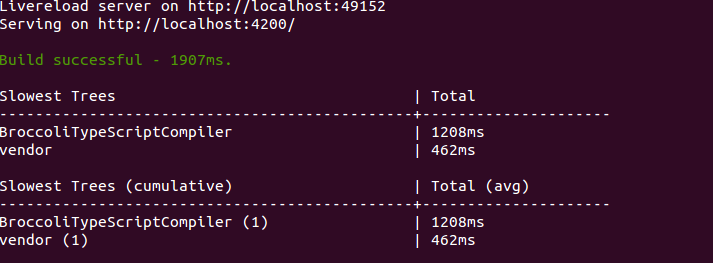 Livereload server on http://localhost:49152
Serving on http://localhost:4200/
Build successful - 1907ms.
Slowest Trees                                 | Total
----------------------------------------------+---------------------
BroccoliTypeScriptCompiler                    | 1208ms
vendor                                        | 462ms
Slowest Trees (cumulative)                    | Total (avg)
----------------------------------------------+---------------------
BroccoliTypeScriptCompiler (1)                | 1208ms
vendor (1)                                    | 462ms